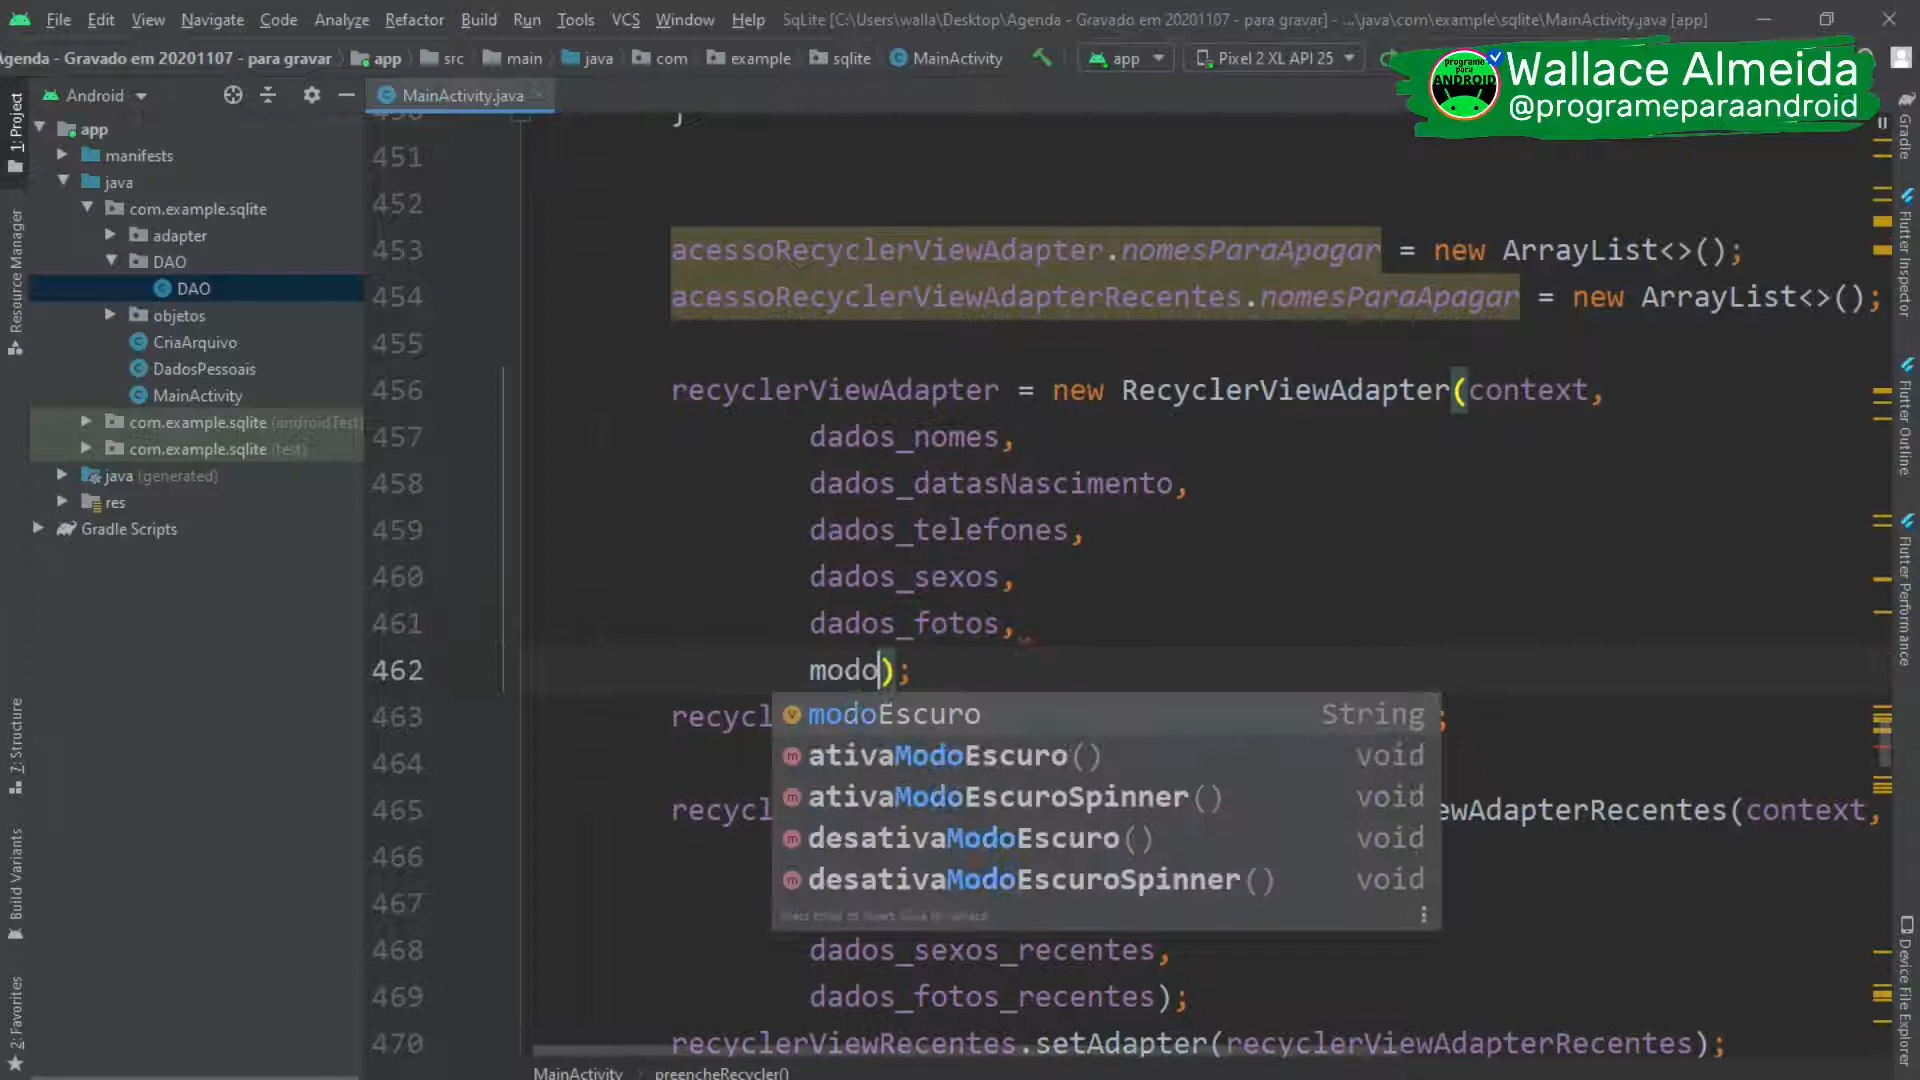 File Edit View Navigate Code Analyze Refactor Build Run Tools VCS Window Help SqLite [C:\Users\walla\Desktop\Agenda - Gravado em 20201107 - para gravar] - ...\java\com\example\sqlite\MainActivity.java [app]
Agenda - Gravado em 20201107 - para gravar app src main java com example sqlite MainActivity app Pixel 2 XL API 25
Wallace Almeida
@programeparaandroid
programe
para
ANDROID
Android
MainActivity.java
1: Project
Resource Manager
7: Structure
Build Variants
2: Favorites
app
manifests
java
com.example.sqlite
adapter
DAO
DAO
objetos
CriaArquivo
DadosPessoais
MainActivity
com.example.sqlite (androidTest
com.example.sqlite (test)
java (generated)
res
Gradle Scripts
}
451
452
453 acessoRecyclerViewAdapter.nomesParaApagar = new ArrayList<>();
454 acessoRecyclerViewAdapterRecentes.nomesParaApagar = new ArrayList<>();
455
456 recyclerViewAdapter = new RecyclerViewAdapter(context,
457 dados_nomes,
458 dados_datasNascimento,
459 dados_telefones,
460 dados_sexos,
461 dados_fotos,
462 modo);
463 recycl ;
modoEscuro String
464
ativaModoEscuro() void
ativaModoEscuroSpinner() void
465 recycl ewAdapterRecentes(context,
desativaModoEscuro() void
466
desativaModoEscuroSpinner() void
467
468 dados_sexos_recentes,
469 dados_fotos_recentes);
470 recyclerViewRecentes.setAdapter(recyclerViewAdapterRecentes);
MainActivity preencheRecycler()
Gradle
Flutter Inspector
Flutter Outline
Flutter Performance
Device File Explorer